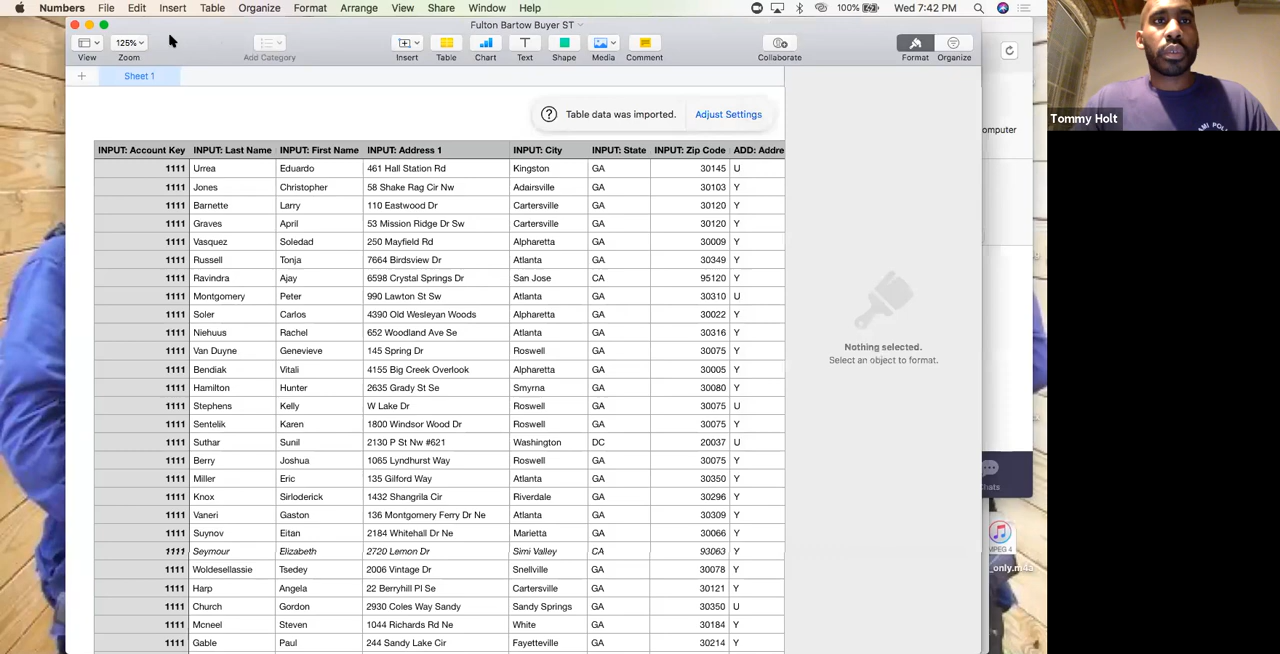 Numbers File Edit Insert Table Organize Format Arrange View Share Window Help 100% Wed 7:42 PM
Fulton Bartow Buyer ST
125%
View Zoom Add Category Insert Table Chart Text Shape Media Comment Collaborate Format Organize
Sheet 1
Table data was imported. Adjust Settings
INPUT: Account Key INPUT: Last Name INPUT: First Name INPUT: Address 1 INPUT: City INPUT: State INPUT: Zip Code ADD: Addre
1111 Urrea Eduardo 461 Hall Station Rd Kingston GA 30145 U
1111 Jones Christopher 58 Shake Rag Cir Nw Adairsville GA 30103 Y
1111 Barnette Larry 110 Eastwood Dr Cartersville GA 30120 Y
1111 Graves April 53 Mission Ridge Dr Sw Cartersville GA 30120 Y
1111 Vasquez Soledad 250 Mayfield Rd Alpharetta GA 30009 Y
1111 Russell Tonja 7664 Birdsview Dr Atlanta GA 30349 Y
1111 Ravindra Ajay 6598 Crystal Springs Dr San Jose CA 95120 Y
1111 Montgomery Peter 990 Lawton St Sw Atlanta GA 30310 U
1111 Soler Carlos 4390 Old Wesleyan Woods Alpharetta GA 30022 Y
1111 Niehuus Rachel 652 Woodland Ave Se Atlanta GA 30316 Y
1111 Van Duyne Genevieve 145 Spring Dr Roswell GA 30075 Y
1111 Bendiak Vitali 4155 Big Creek Overlook Alpharetta GA 30005 Y
1111 Hamilton Hunter 2635 Grady St Se Smyrna GA 30080 Y
1111 Stephens Kelly W Lake Dr Roswell GA 30075 U
1111 Sentelik Karen 1800 Windsor Wood Dr Roswell GA 30075 Y
1111 Suthar Sunil 2130 P St Nw #621 Washington DC 20037 U
1111 Berry Joshua 1065 Lyndhurst Way Roswell GA 30075 Y
1111 Miller Eric 135 Gilford Way Atlanta GA 30350 Y
1111 Knox Sirloderick 1432 Shangrila Cir Riverdale GA 30296 Y
1111 Vaneri Gaston 136 Montgomery Ferry Dr Ne Atlanta GA 30309 Y
1111 Suynov Eitan 2184 Whitehall Dr Ne Marietta GA 30066 Y
1111 Seymour Elizabeth 2720 Lemon Dr Simi Valley CA 93063 Y
1111 Woldesellassie Tsedey 2006 Vintage Dr Snellville GA 30078 Y
1111 Harp Angela 22 Berryhill Pl Se Cartersville GA 30121 Y
1111 Church Gordon 2930 Coles Way Sandy Sandy Springs GA 30350 U
1111 Mcneel Steven 1044 Richards Rd Ne White GA 30184 Y
1111 Gable Paul 244 Sandy Lake Cir Fayetteville GA 30214 Y
Nothing selected.
Select an object to format.
omputer
hats
MPEG 4
_only.m4a
Tommy Holt